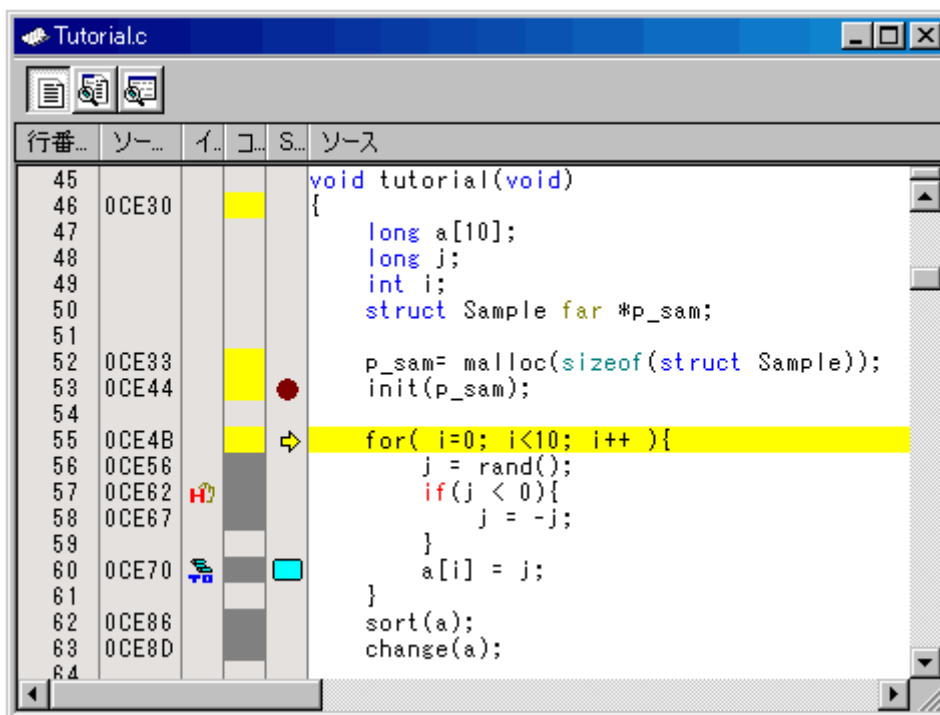 Tutorial.c
行番... ソー... イ... コ... S... ソース
45 void tutorial(void)
46 0CE30 {
47 long a[10];
48 long j;
49 int i;
50 struct Sample far *p_sam;
51
52 0CE33 p_sam= malloc(sizeof(struct Sample));
53 0CE44 init(p_sam);
54
55 0CE4B for( i=0; i<10; i++ ){
56 0CE56 j = rand();
57 0CE62 H if(j < 0){
58 0CE67 j = -j;
59 }
60 0CE70 TO a[i] = j;
61 }
62 0CE86 sort(a);
63 0CE8D change(a);
64